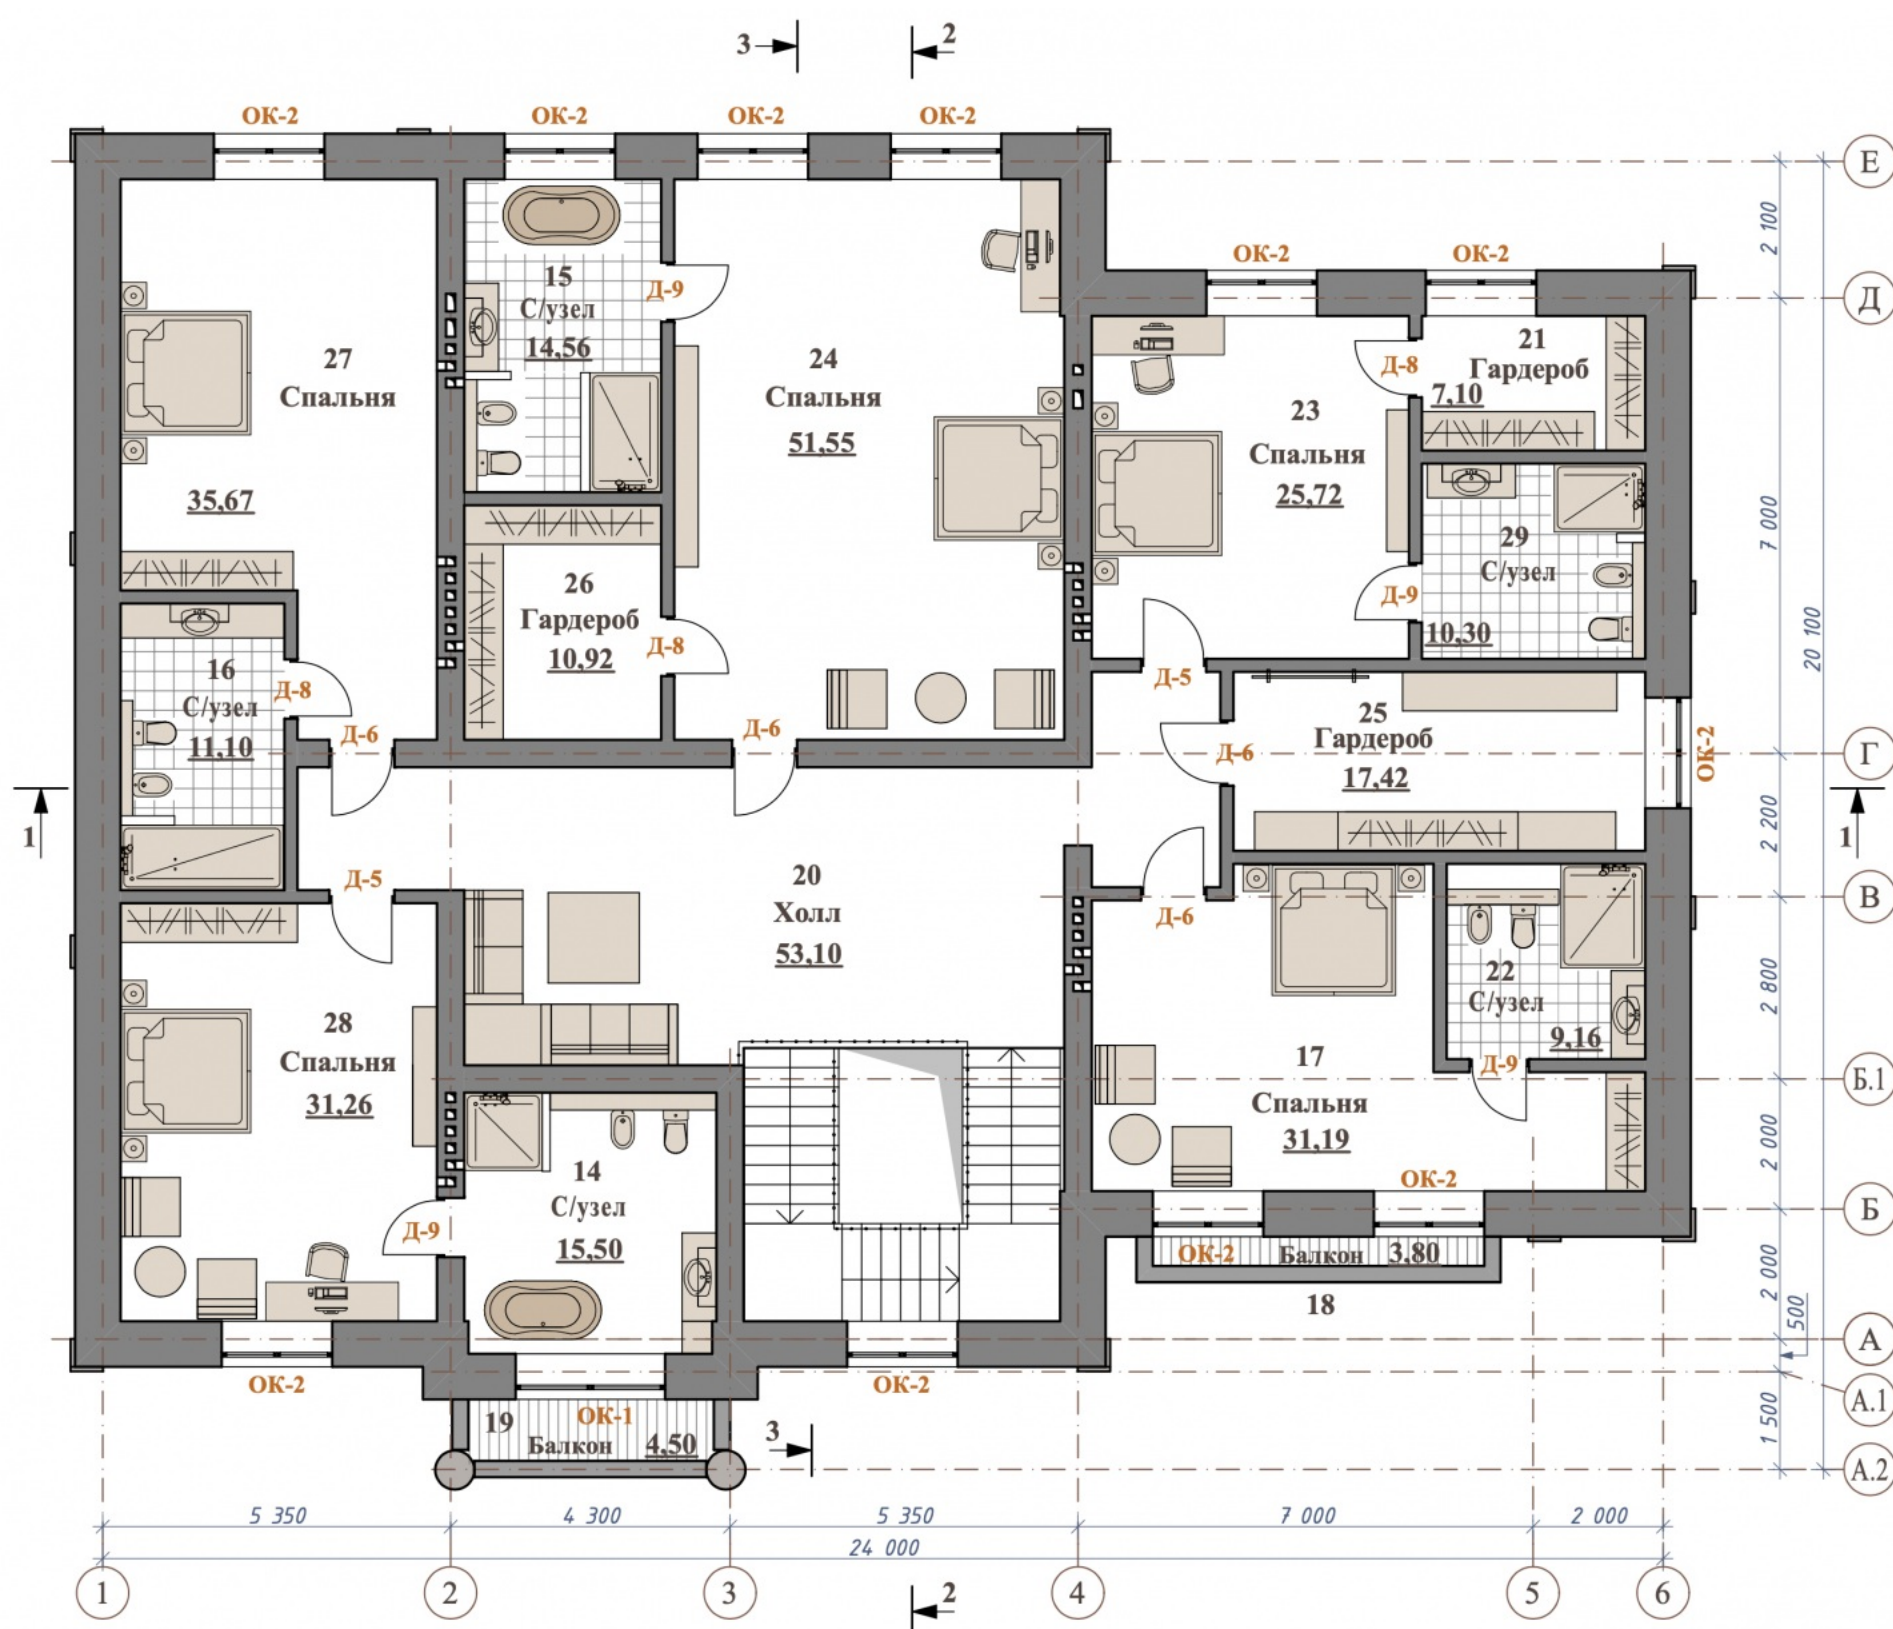 3
2
ОК-2
ОК-2
ОК-2
ОК-2
Е
2 100
ОК-2
ОК-2
Д
27
Спальня
35,67
15
С/узел
14,56
Д-9
24
Спальня
51,55
23
Спальня
25,72
Д-8
21
Гардероб
7,10
7 000
20 100
29
С/узел
10,30
Д-9
26
Гардероб
10,92
Д-8
16
С/узел
11,10
Д-8
Д-6
Д-6
Д-5
25
Гардероб
17,42
Д-6
ОК-2
Г
1
1
2 200
Д-5
20
Холл
53,10
Д-6
В
2 800
22
С/узел
9,16
Д-9
28
Спальня
31,26
17
Спальня
31,19
Б.1
2 000
14
С/узел
15,50
Д-9
ОК-2
Б
ОК-2
Балкон 3,80
18
2 000
500
А
ОК-2
ОК-2
А.1
19
ОК-1
Балкон 4,50
3
1 500
А.2
5 350
4 300
5 350
7 000
2 000
24 000
1
2
3
2
4
5
6